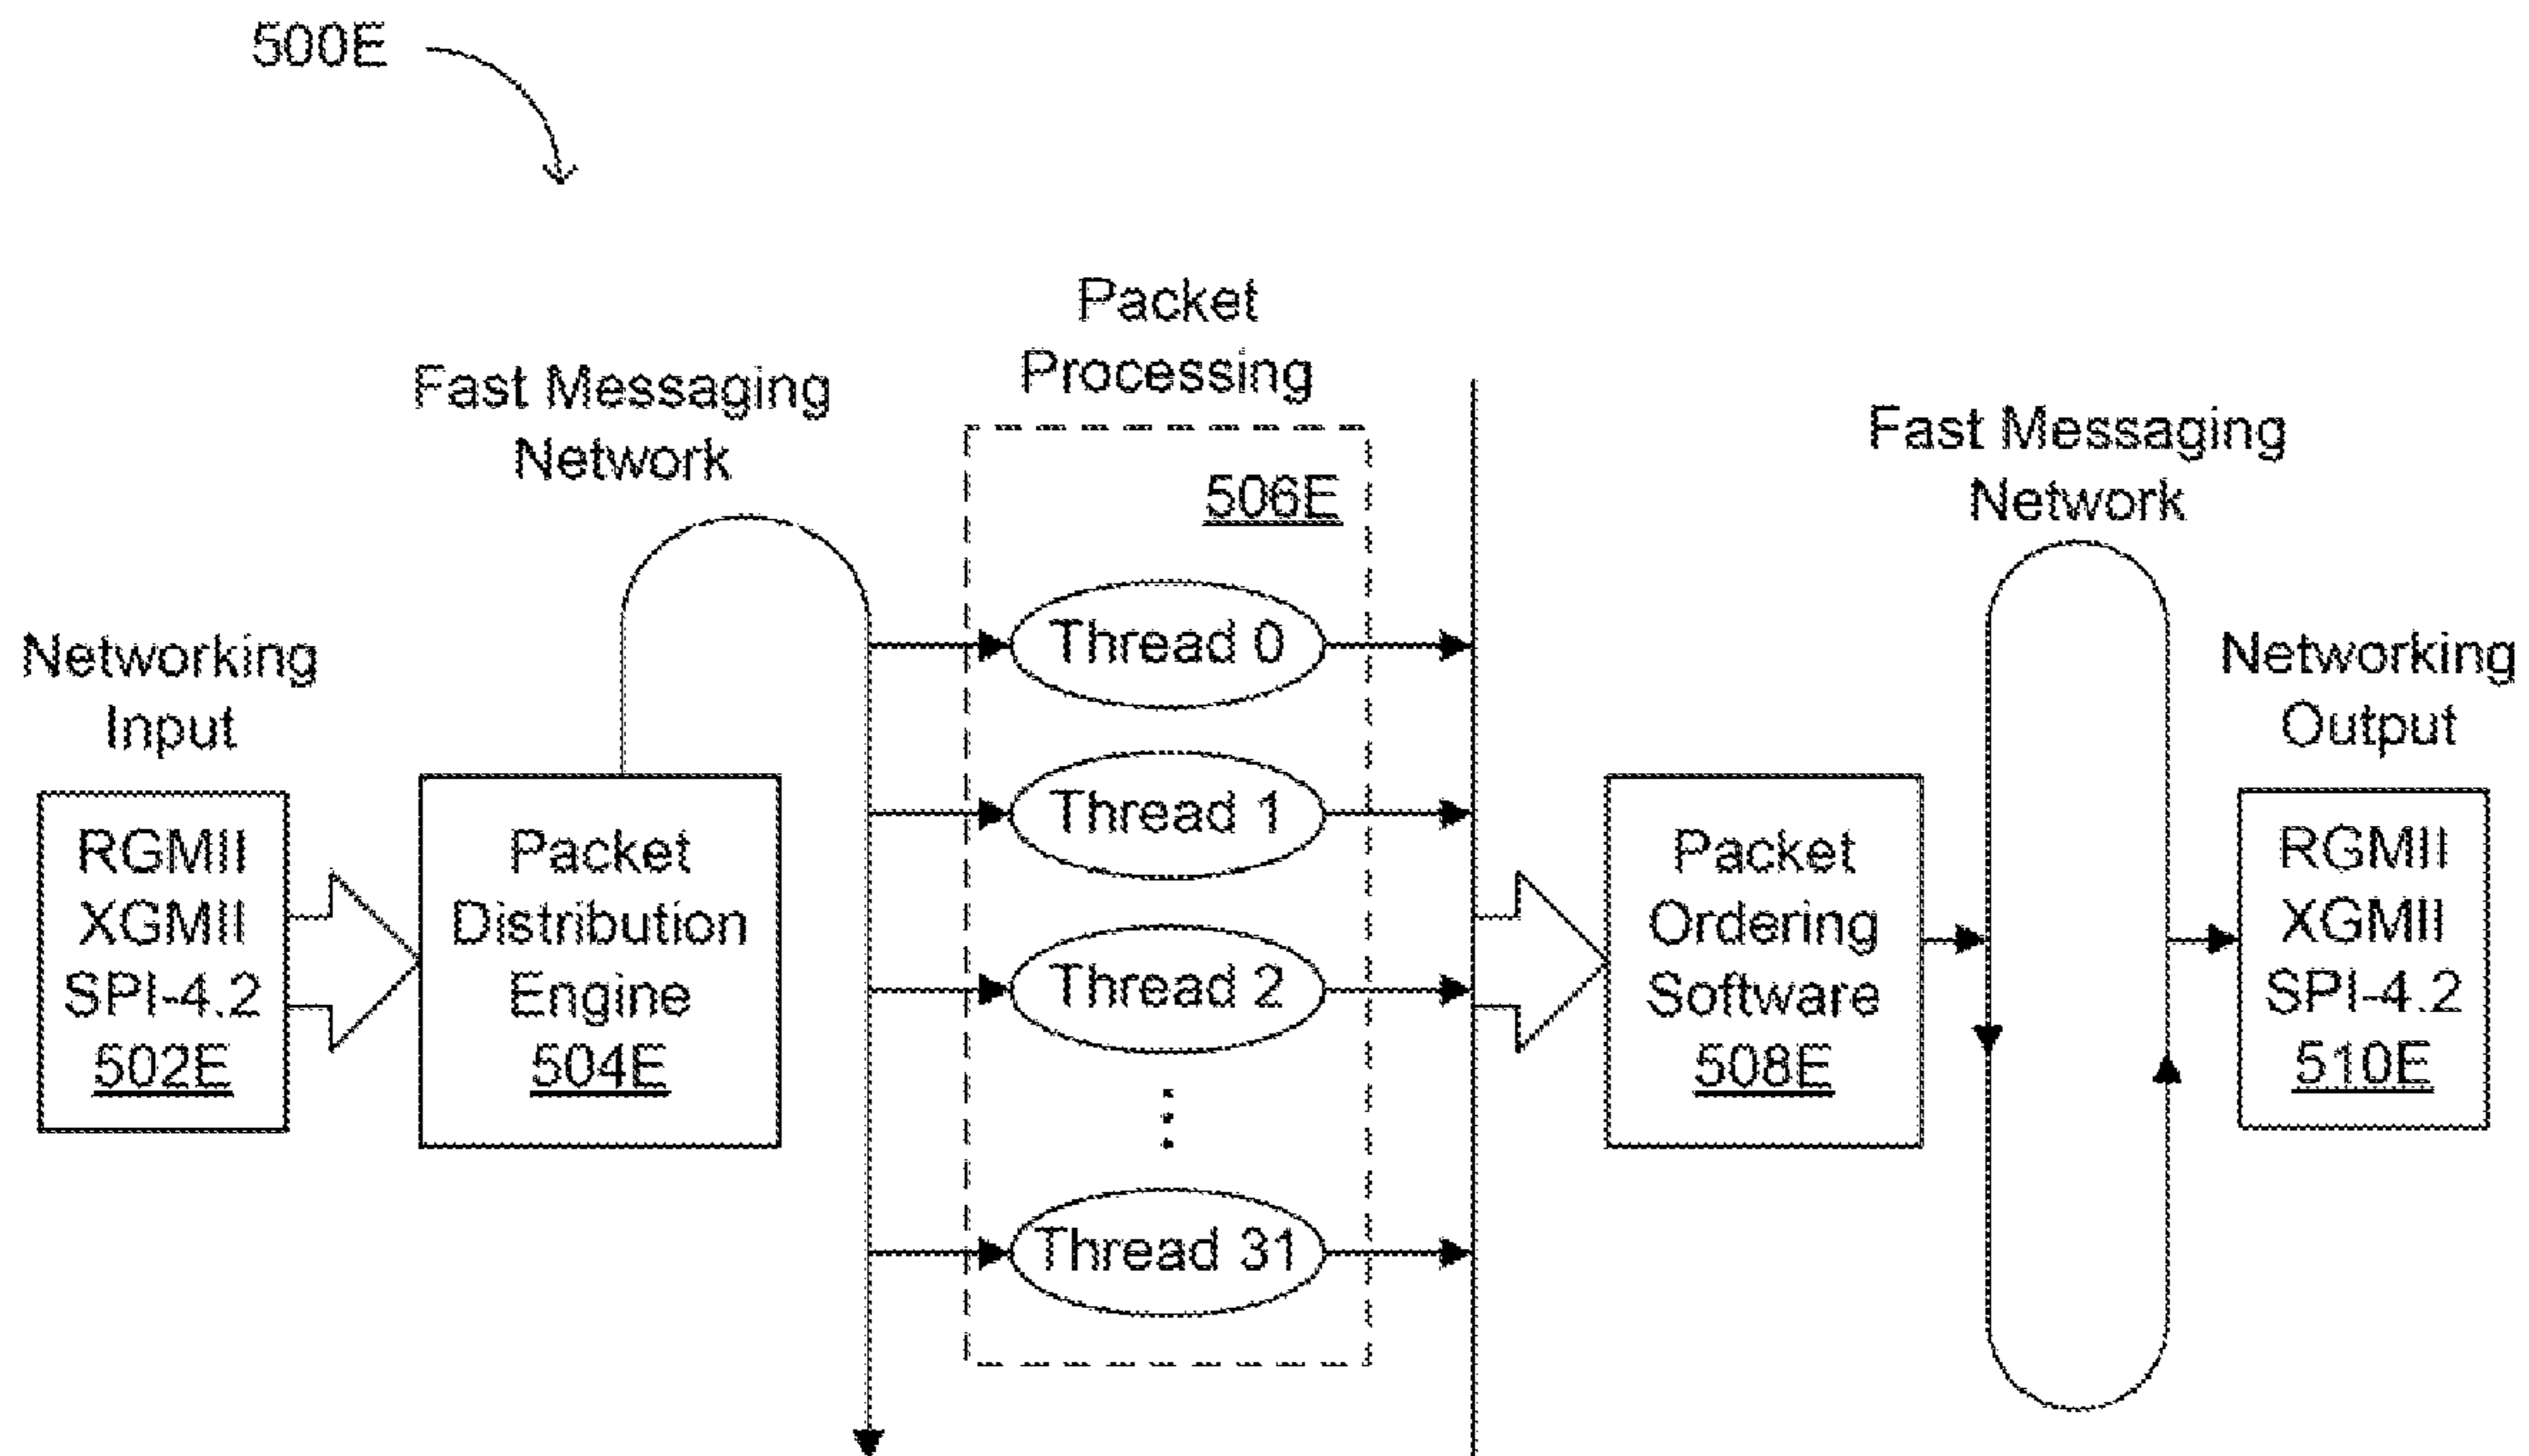 500E
Packet
Processing
Fast Messaging
Network
506E
Fast Messaging
Network
Networking
Input
RGMII
XGMII
SPI-4.2
502E
Packet
Distribution
Engine
504E
Thread 0
Thread 1
Thread 2
Thread 31
Packet
Ordering
Software
508E
Networking
Output
RGMII
XGMII
SPI-4.2
510E